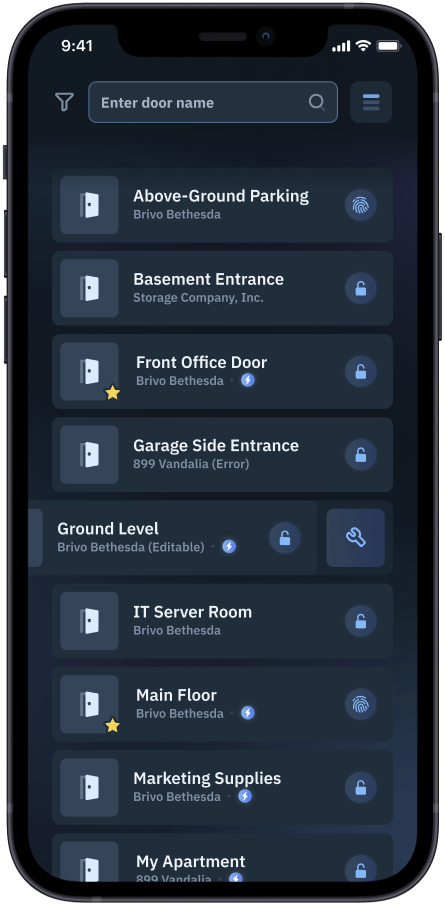 9:41
Enter door name
Above-Ground Parking
Brivo Bethesda
Basement Entrance
Storage Company, Inc.
Front Office Door
Brivo Bethesda ·
Garage Side Entrance
899 Vandalia (Error)
Ground Level
Brivo Bethesda (Editable) ·
IT Server Room
Brivo Bethesda
Main Floor
Brivo Bethesda ·
Marketing Supplies
Brivo Bethesda ·
My Apartment
899 Vandalia ·